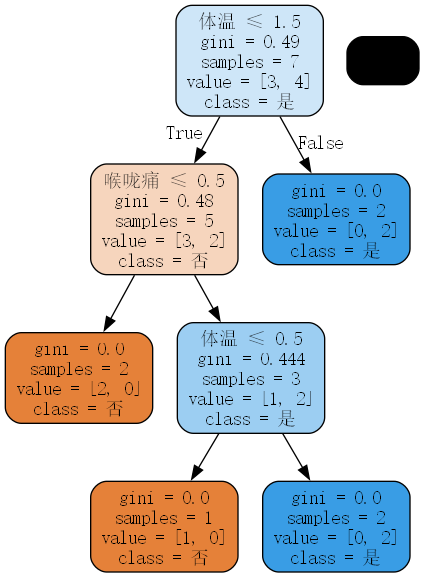 体温 ≤ 1.5
gini = 0.49
samples = 7
value = [3, 4]
class = 是
True
False
喉咙痛 ≤ 0.5
gini = 0.48
samples = 5
value = [3, 2]
class = 否
gini = 0.0
samples = 2
value = [0, 2]
class = 是
gini = 0.0
samples = 2
value = [2, 0]
class = 否
体温 ≤ 0.5
gini = 0.444
samples = 3
value = [1, 2]
class = 是
gini = 0.0
samples = 1
value = [1, 0]
class = 否
gini = 0.0
samples = 2
value = [0, 2]
class = 是